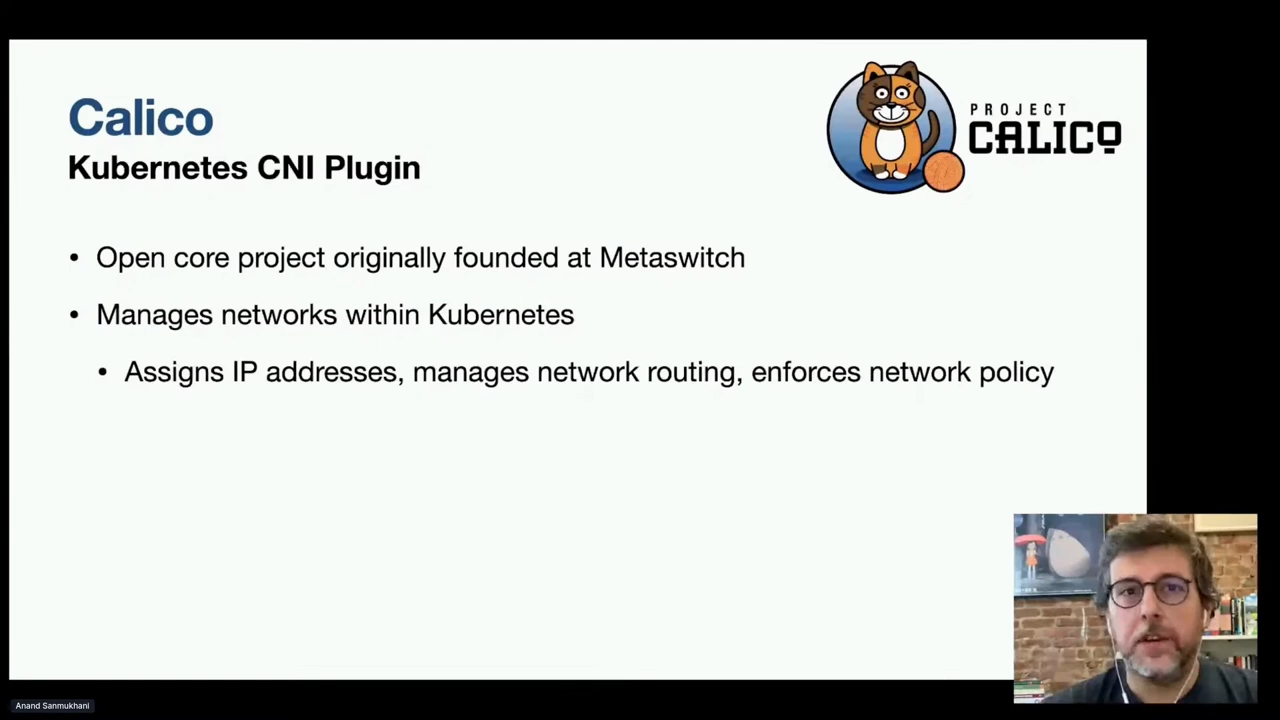 Calico
Kubernetes CNI Plugin
PROJECT
CALICO
• Open core project originally founded at Metaswitch
• Manages networks within Kubernetes
• Assigns IP addresses, manages network routing, enforces network policy
Anand Sanmukhani